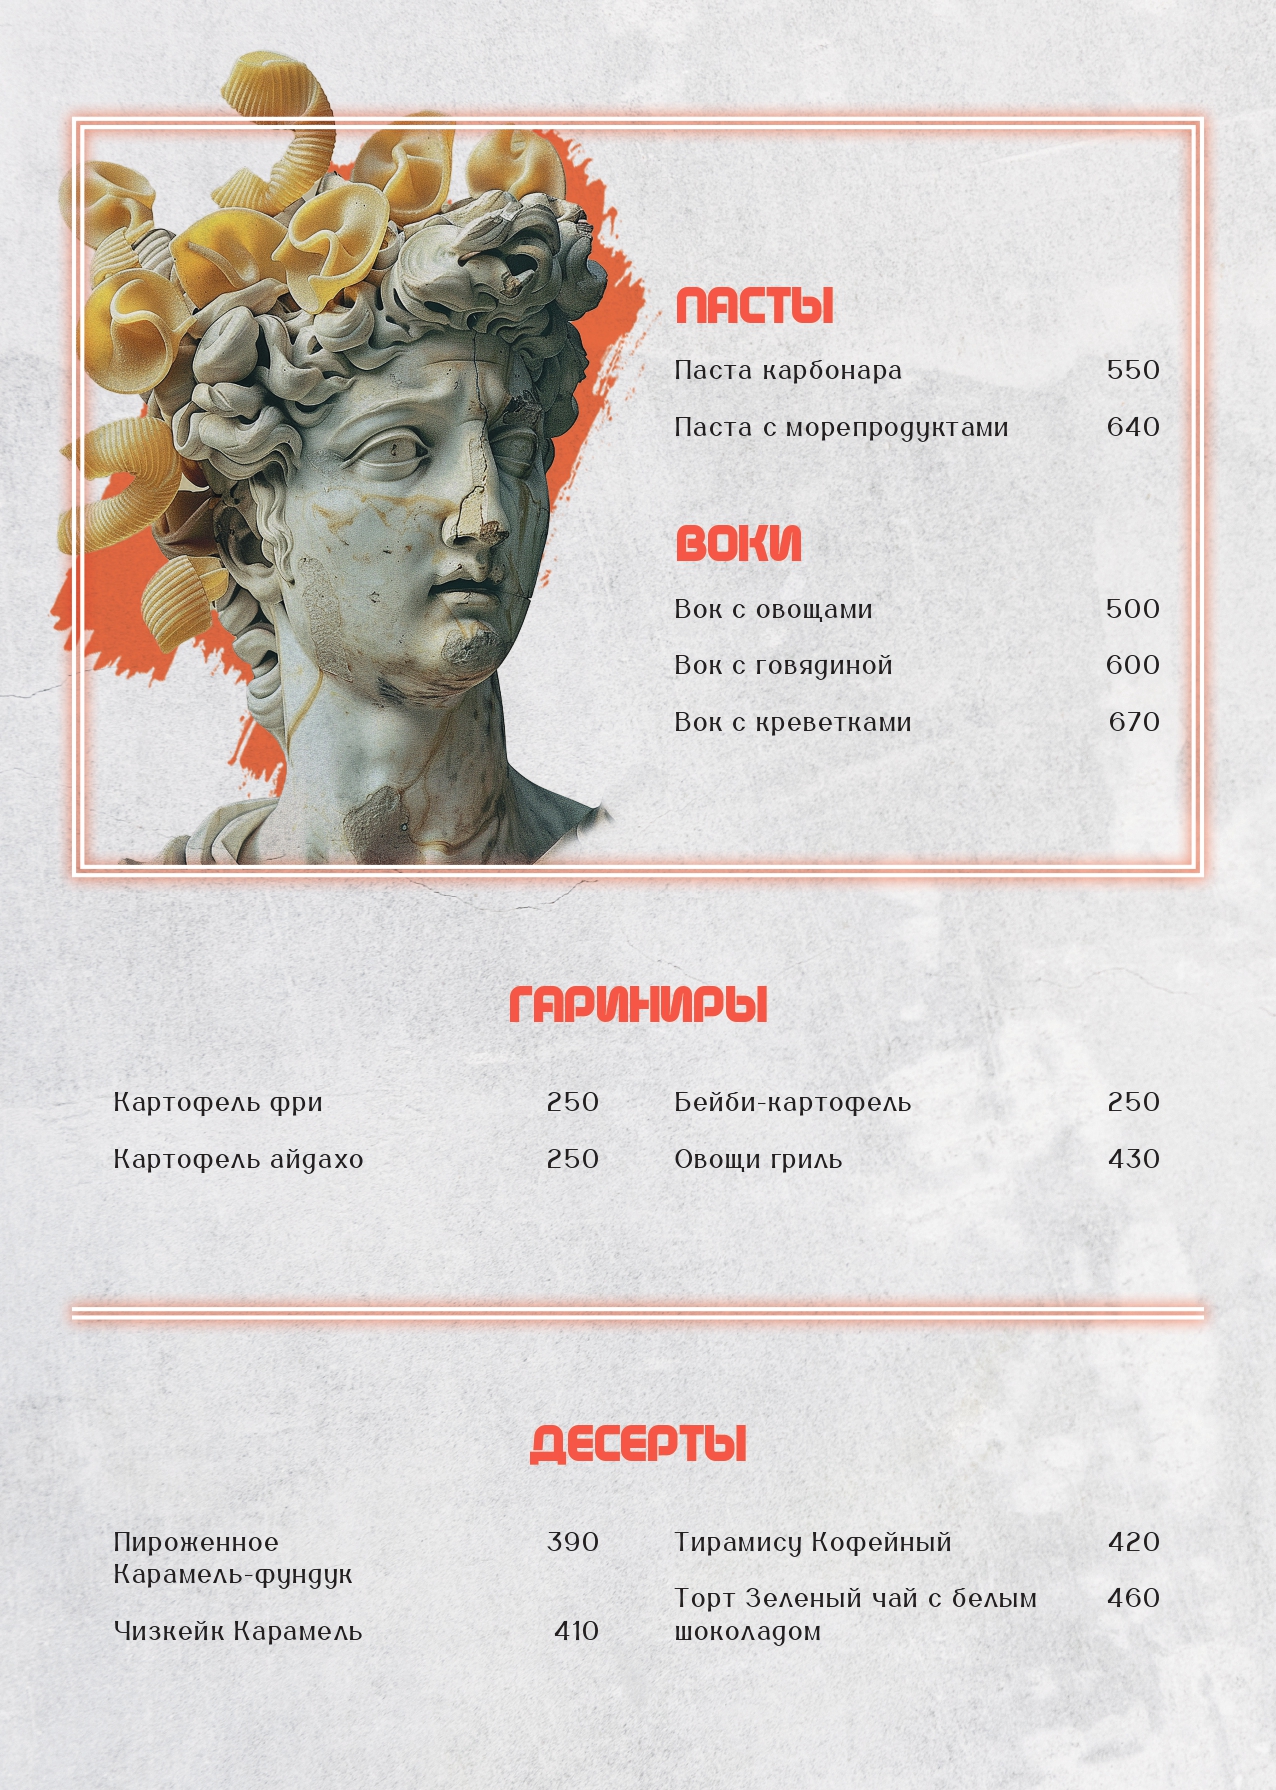 ПАСТЫ
Паста карбонара 550
Паста с морепродуктами 640
ВОКИ
Вок с овощами 500
Вок с говядиной 600
Вок с креветками 670
ГАРИНИРЫ
Картофель фри 250
Картофель айдахо 250
Бейби-картофель 250
Овощи гриль 430
ДЕСЕРТЫ
Пироженное 390
Карамель-фундук
Чизкейк Карамель 410
Тирамису Кофейный 420
Торт Зеленый чай с белым 460
шоколадом